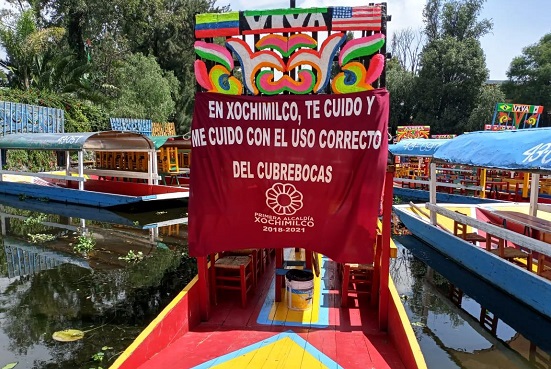 VIVA
EN XOCHIMILCO, TE CUIDO Y
ME CUIDO CON EL USO CORRECTO
DEL CUBREBOCAS
PRIMERA ALCALDÍA
XOCHIMILCO
2018-2021
VIVA